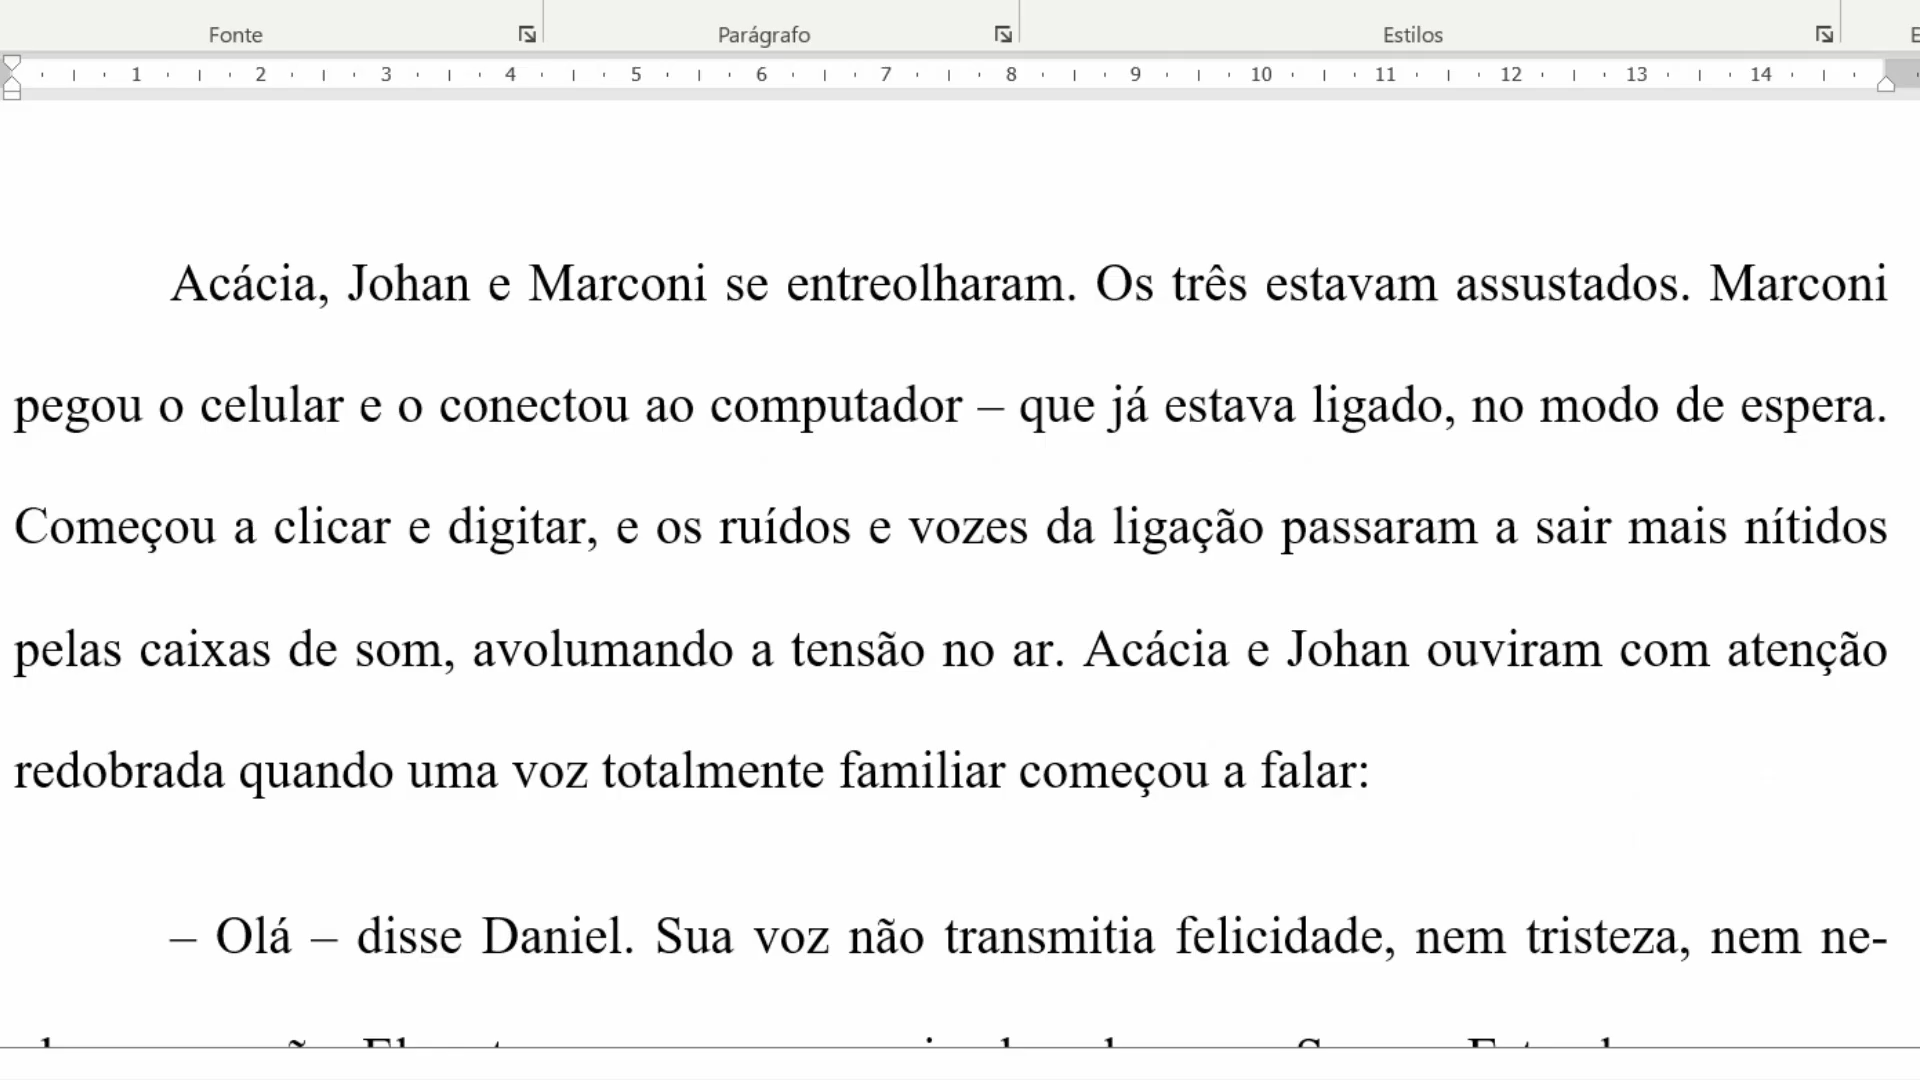 Fonte Parágrafo Estilos
1 2 3 4 5 6 7 8 9 10 11 12 13 14
Acácia, Johan e Marconi se entreolharam. Os três estavam assustados. Marconi
pegou o celular e o conectou ao computador – que já estava ligado, no modo de espera.
Começou a clicar e digitar, e os ruídos e vozes da ligação passaram a sair mais nítidos
pelas caixas de som, avolumando a tensão no ar. Acácia e Johan ouviram com atenção
redobrada quando uma voz totalmente familiar começou a falar:
– Olá – disse Daniel. Sua voz não transmitia felicidade, nem tristeza, nem ne-